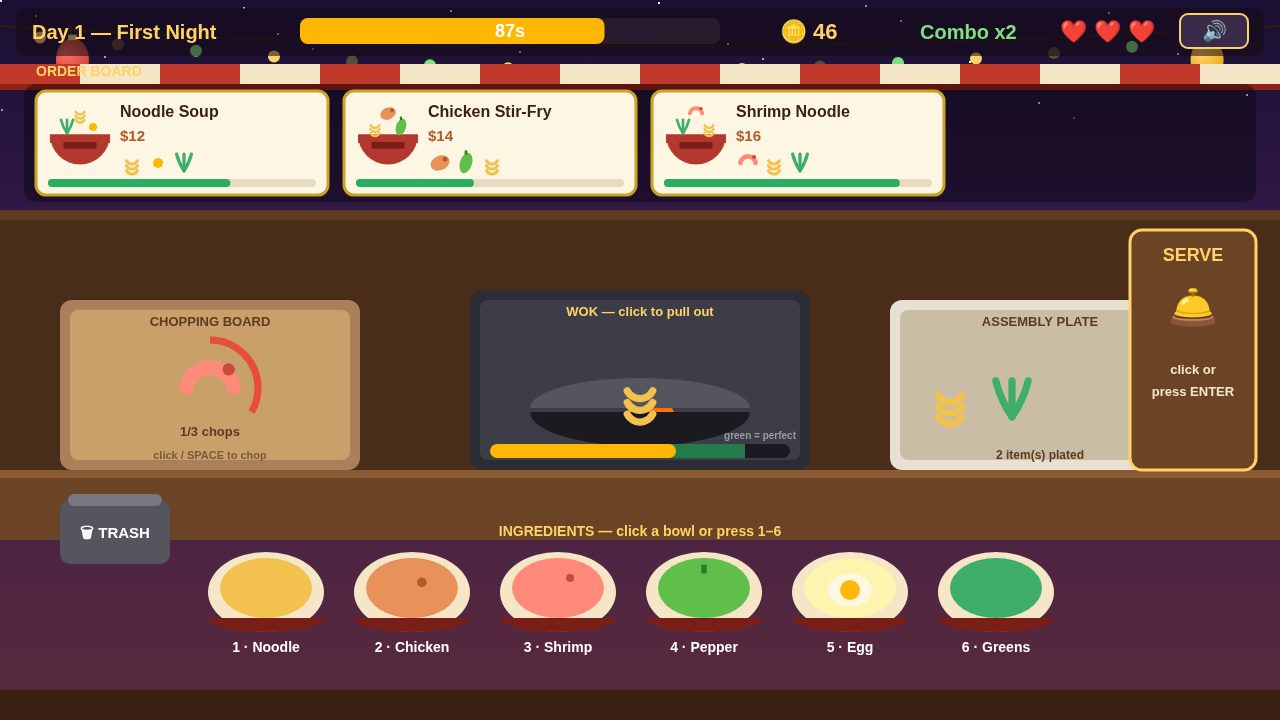 Day 1 — First Night
87s
46
Combo x2
ORDER BOARD
Noodle Soup
$12
Chicken Stir-Fry
$14
Shrimp Noodle
$16
SERVE
click or
press ENTER
CHOPPING BOARD
1/3 chops
click / SPACE to chop
WOK — click to pull out
green = perfect
ASSEMBLY PLATE
2 item(s) plated
TRASH
INGREDIENTS — click a bowl or press 1–6
1 · Noodle
2 · Chicken
3 · Shrimp
4 · Pepper
5 · Egg
6 · Greens